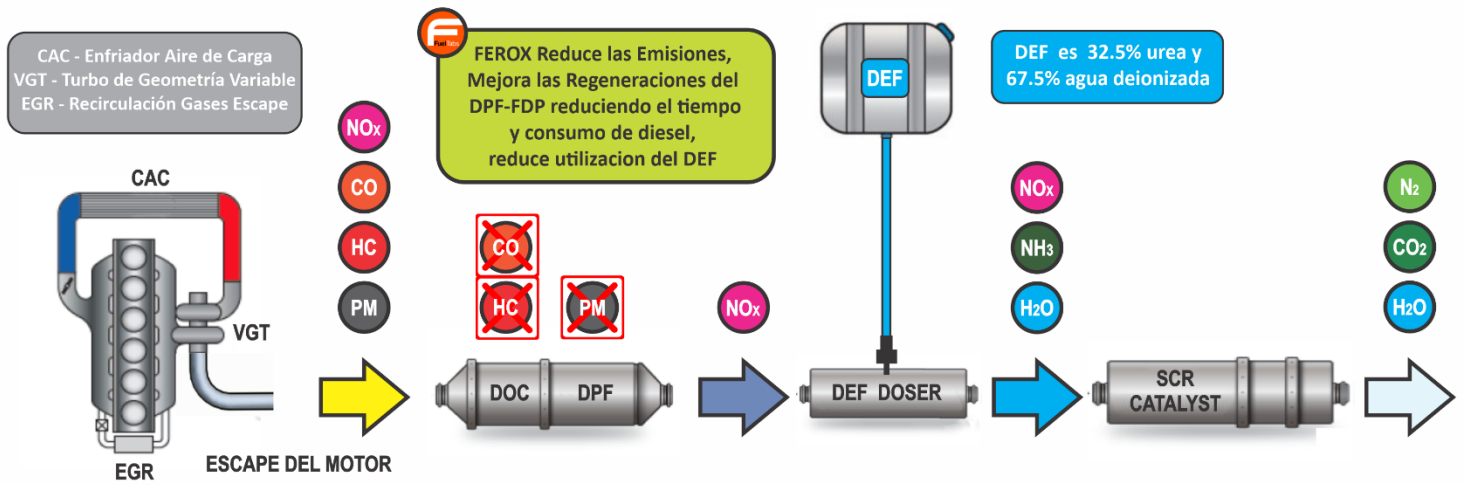 CAC - Enfriador Aire de Carga
VGT - Turbo de Geometría Variable
EGR - Recirculación Gases Escape
F
Fuel Tabs
FEROX Reduce las Emisiones,
Mejora las Regeneraciones del
DPF-FDP reduciendo el tiempo
y consumo de diesel,
reduce utilizacion del DEF
DEF
DEF es 32.5% urea y
67.5% agua deionizada
CAC
VGT
EGR
ESCAPE DEL MOTOR
NOx
CO
HC
PM
CO
HC
PM
DOC
DPF
NOx
DEF DOSER
NOx
NH3
H2O
SCR
CATALYST
N2
CO2
H2O